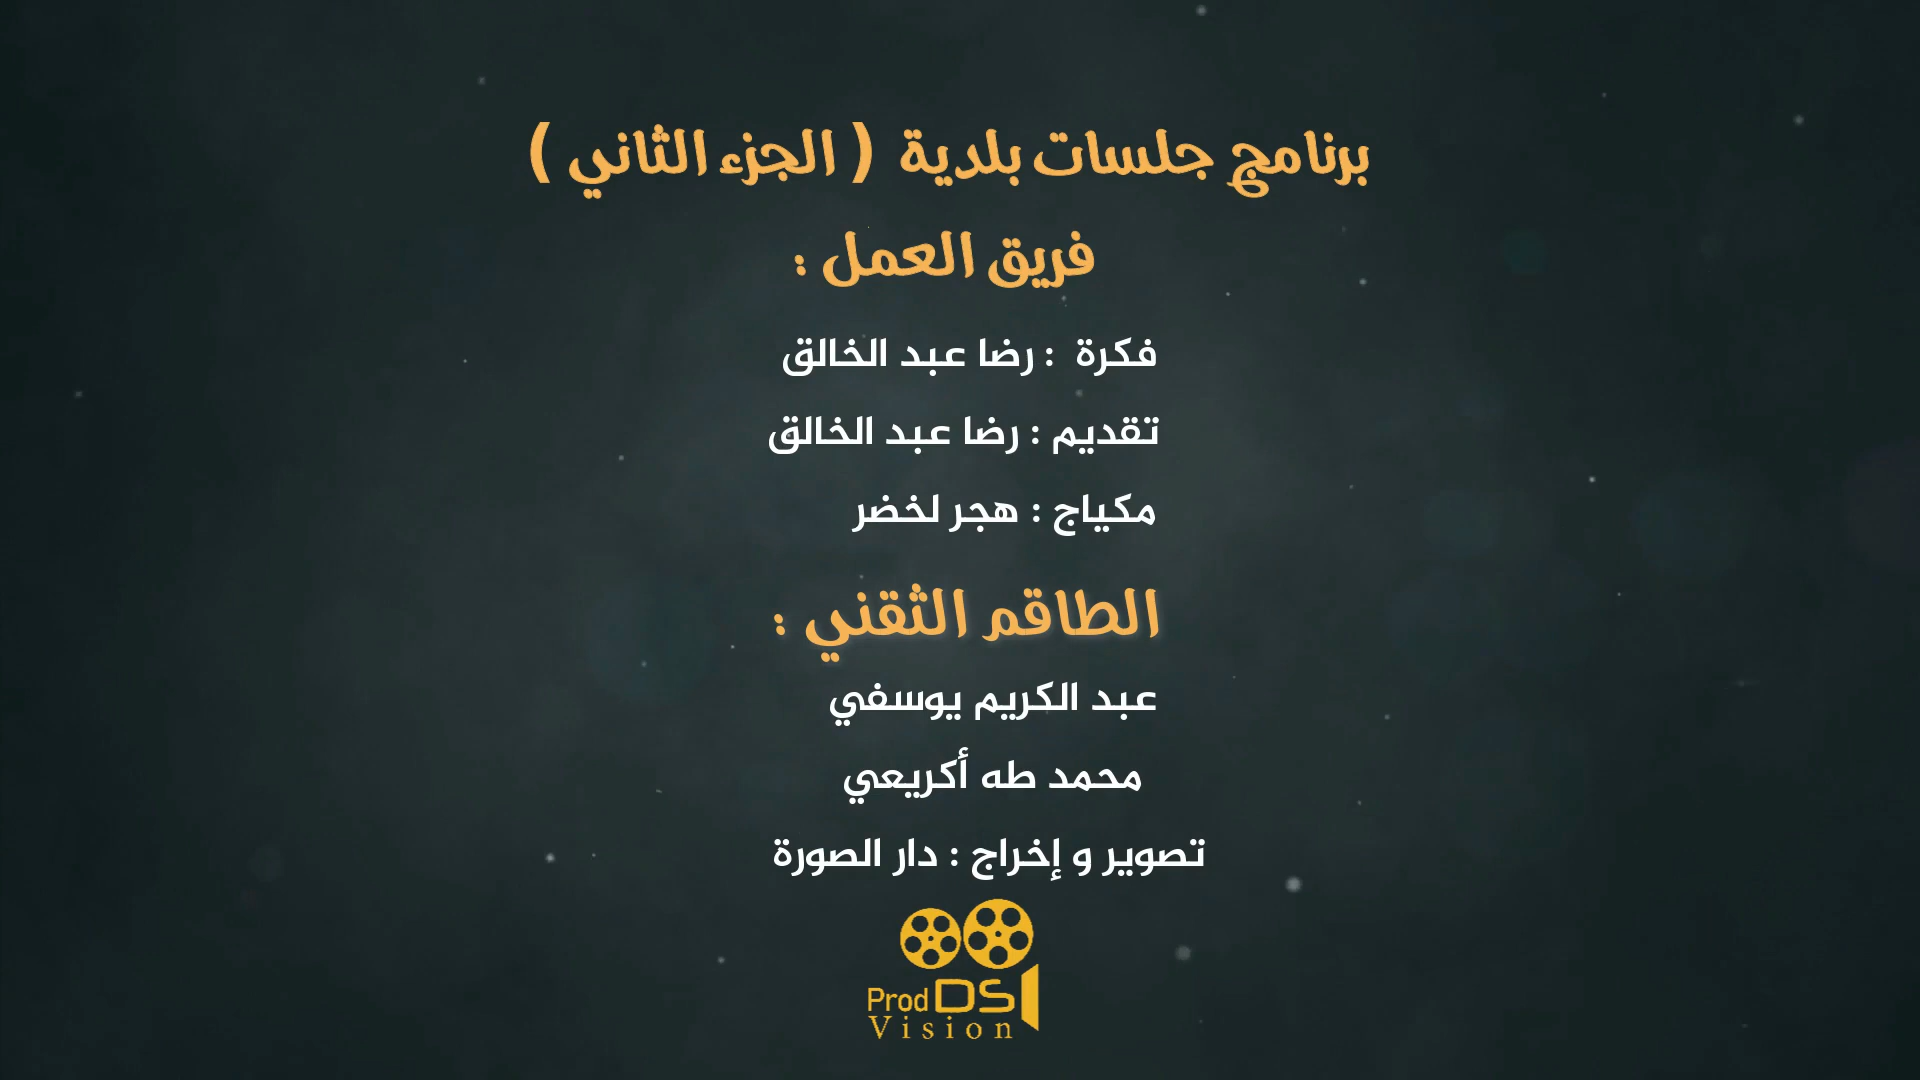 برنامج جلسات بلدية ( الجزء الثاني )
فريق العمل :
فكرة : رضا عبد الخالق
تقديم : رضا عبد الخالق
مكياج : هجر لخضر
الطاقم الثقني :
عبد الكريم يوسفي
محمد طه أكريعي
تصوير و إخراج : دار الصورة
Prod DS
Vision